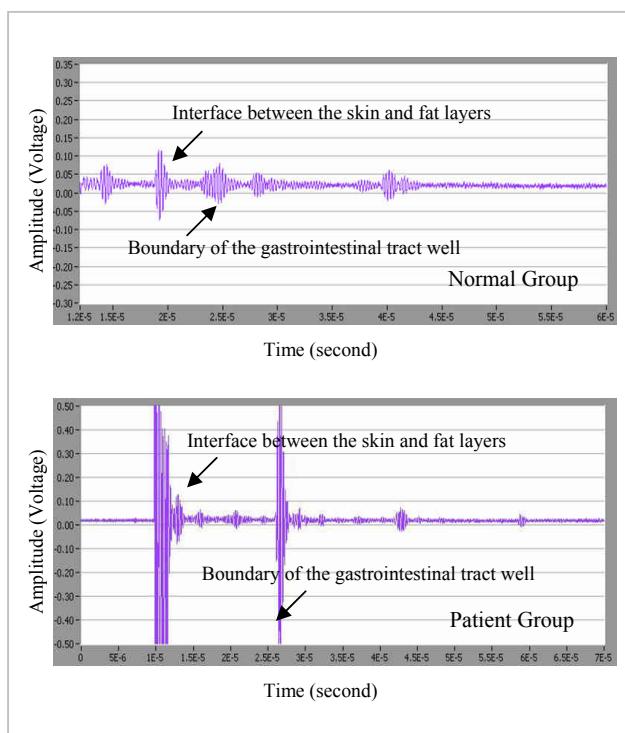 0.35
0.30
0.25
0.20
0.15
0.10
0.05
0.00
-0.05
-0.10
-0.15
-0.20
-0.25
-0.30
Amplitude (Voltage)
Interface between the skin and fat layers
Boundary of the gastrointestinal tract well
Normal Group
1.2E-5 1.5E-5 2E-5 2.5E-5 3E-5 3.5E-5 4E-5 4.5E-5 5E-5 5.5E-5 6E-5
Time (second)
0.50
0.40
0.30
0.20
0.10
0.00
-0.10
-0.20
-0.30
-0.40
-0.50
Amplitude (Voltage)
Interface between the skin and fat layers
Boundary of the gastrointestinal tract well
Patient Group
0 5E-6 1E-5 1.5E-5 2E-5 2.5E-5 3E-5 3.5E-5 4E-5 4.5E-5 5E-5 5.5E-5 6E-5 6.5E-5 7E-5
Time (second)